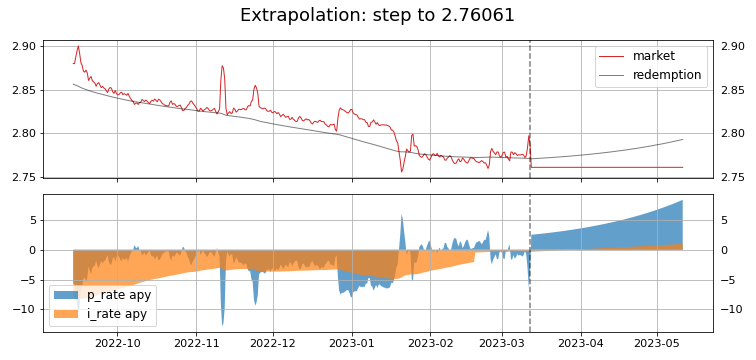 Extrapolation: step to 2.76061
2.90 2.90
2.85 2.85
2.80 2.80
2.75 2.75
market
redemption
5 5
0 0
−5 −5
−10 −10
p_rate apy
i_rate apy
2022-10 2022-11 2022-12 2023-01 2023-02 2023-03 2023-04 2023-05